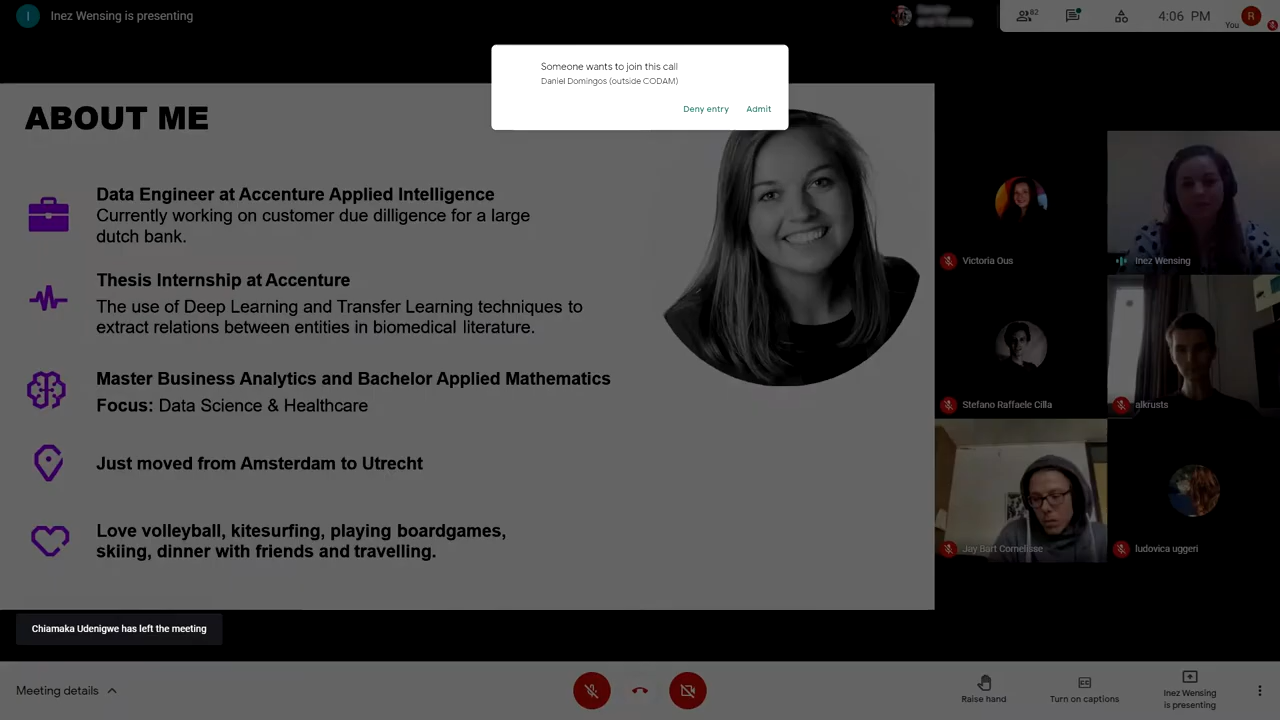 I
Inez Wensing is presenting
82
4:06 PM
You
R
Someone wants to join this call
Daniel Domingos (outside CODAM)
Deny entry
Admit
ABOUT ME
Data Engineer at Accenture Applied Intelligence
Currently working on customer due dilligence for a large
dutch bank.
Thesis Internship at Accenture
The use of Deep Learning and Transfer Learning techniques to
extract relations between entities in biomedical literature.
Master Business Analytics and Bachelor Applied Mathematics
Focus: Data Science & Healthcare
Just moved from Amsterdam to Utrecht
Love volleyball, kitesurfing, playing boardgames,
skiing, dinner with friends and travelling.
Victoria Ous
Inez Wensing
Stefano Raffaele Cilla
alkrusts
Jay Bart Cornelisse
ludovica uggeri
Chiamaka Udenigwe has left the meeting
Meeting details
Raise hand
CC
Turn on captions
Inez Wensing
is presenting